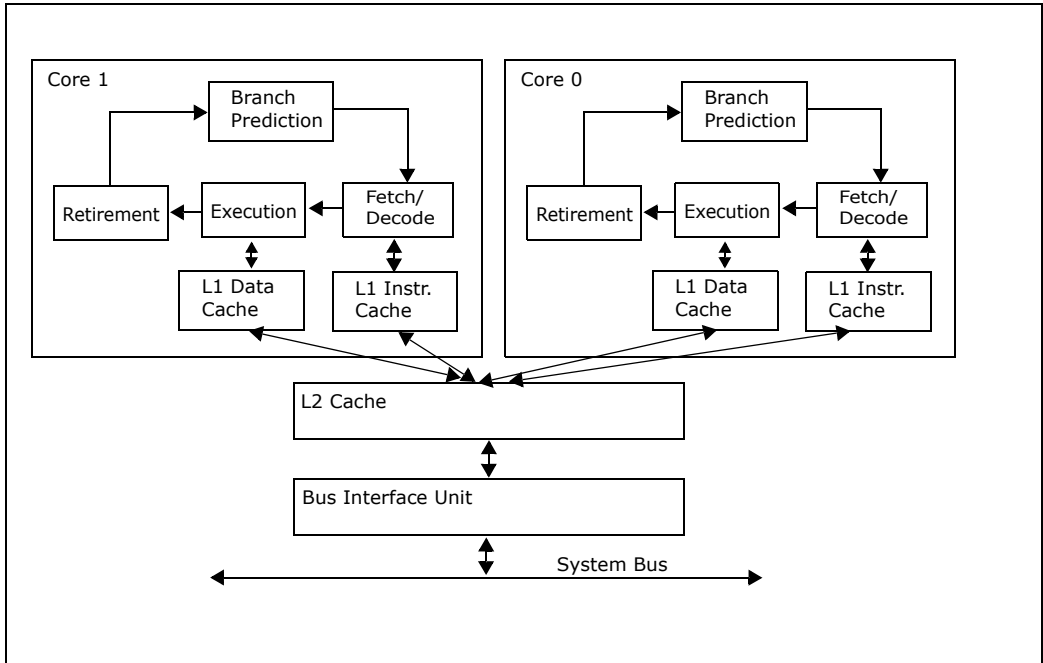 Core 1
Branch
Prediction
Retirement
Execution
Fetch/
Decode
L1 Data
Cache
L1 Instr.
Cache
Core 0
Branch
Prediction
Retirement
Execution
Fetch/
Decode
L1 Data
Cache
L1 Instr.
Cache
L2 Cache
Bus Interface Unit
System Bus